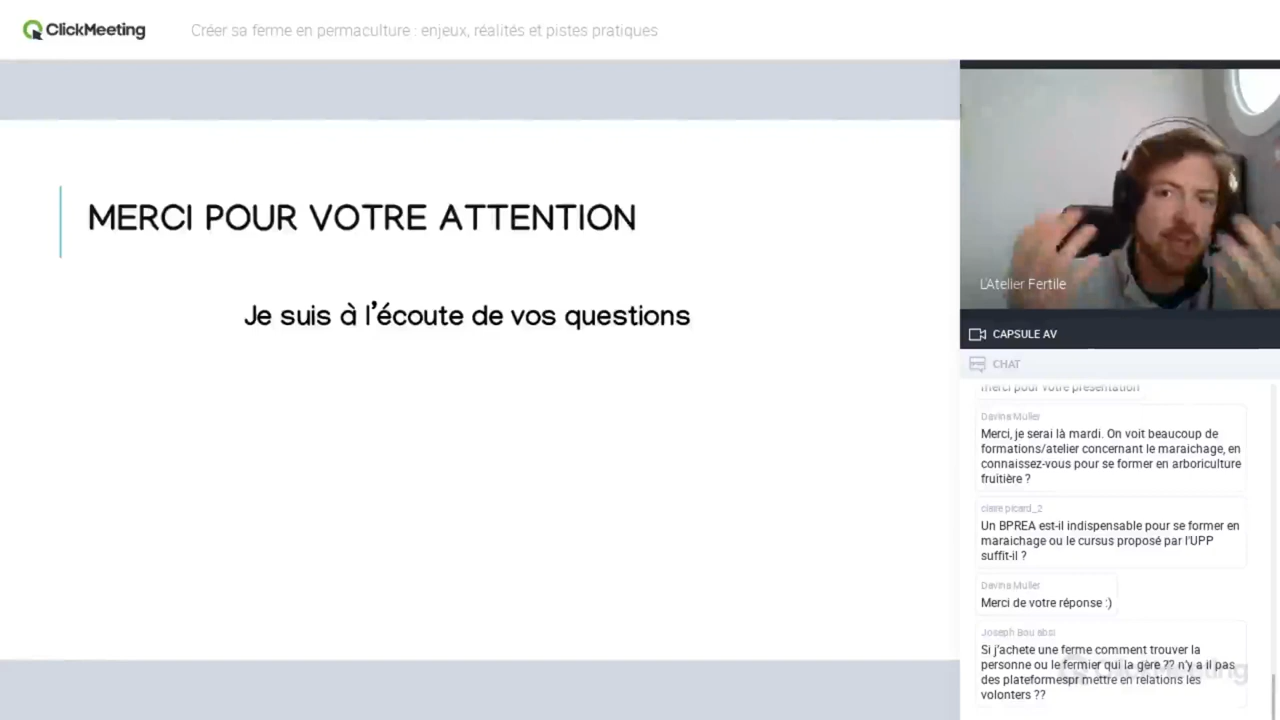 ClickMeeting
Créer sa ferme en permaculture : enjeux, réalités et pistes pratiques
MERCI POUR VOTRE ATTENTION
Je suis à l'écoute de vos questions
L'Atelier Fertile
CAPSULE AV
CHAT
merci pour votre présentation
Davina Muller
Merci, je serai là mardi. On voit beaucoup de
formations/atelier concernant le maraichage, en
connaissez-vous pour se former en arboriculture
fruitière ?
claire picard_2
Un BPREA est-il indispensable pour se former en
maraichage ou le cursus proposé par l'UPP
suffit-il ?
Davina Muller
Merci de votre réponse :)
Joseph Bou absi
Si j'achete une ferme comment trouver la
personne ou le fermier qui la gère ?? n'y a il pas
des plateformespr mettre en relations les
volonters ??
ClickMeeting